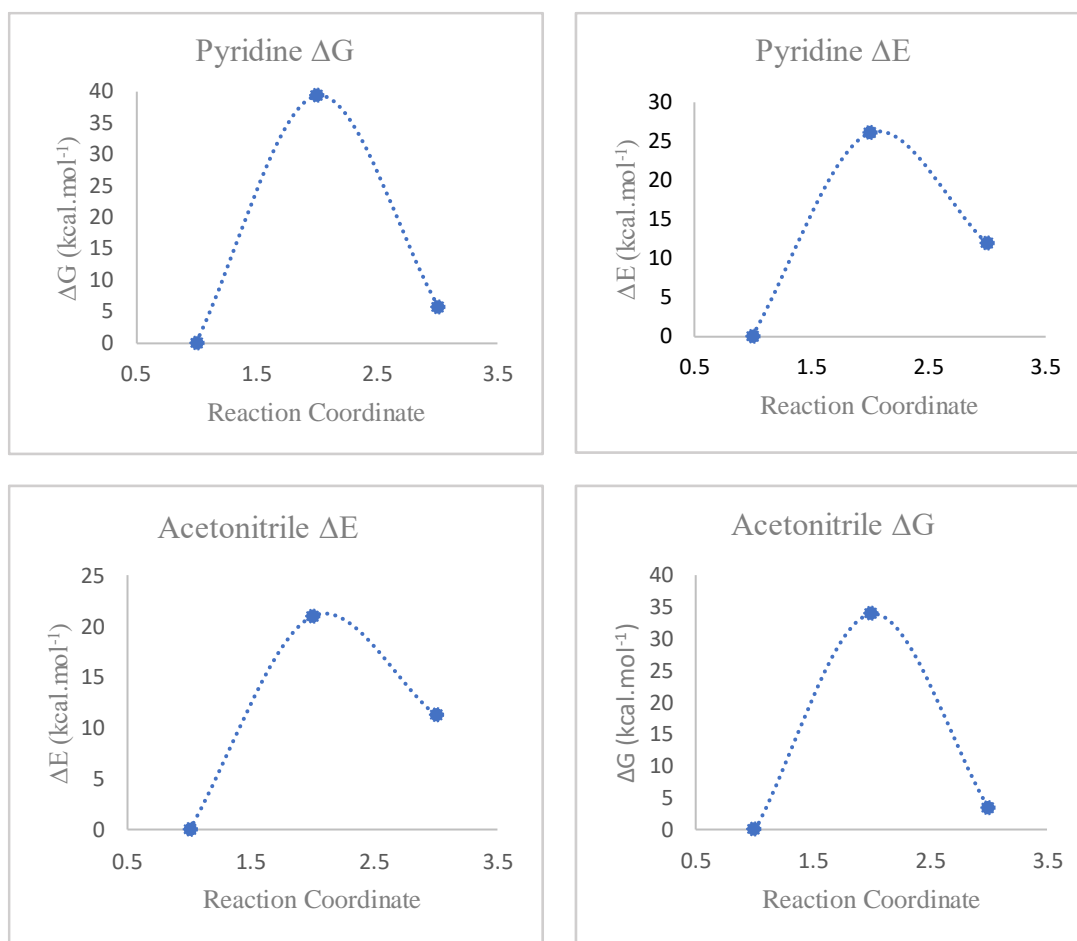 Pyridine ΔG
40
35
30
25
20
15
10
5
0
ΔG (kcal.mol⁻¹)
0.5 1.5 2.5 3.5
Reaction Coordinate
Pyridine ΔE
30
25
20
15
10
5
0
ΔE (kcal.mol⁻¹)
0.5 1.5 2.5 3.5
Reaction Coordinate
Acetonitrile ΔE
25
20
15
10
5
0
ΔE (kcal.mol⁻¹)
0.5 1.5 2.5 3.5
Reaction Coordinate
Acetonitrile ΔG
40
35
30
25
20
15
10
5
0
ΔG (kcal.mol⁻¹)
0.5 1.5 2.5 3.5
Reaction Coordinate